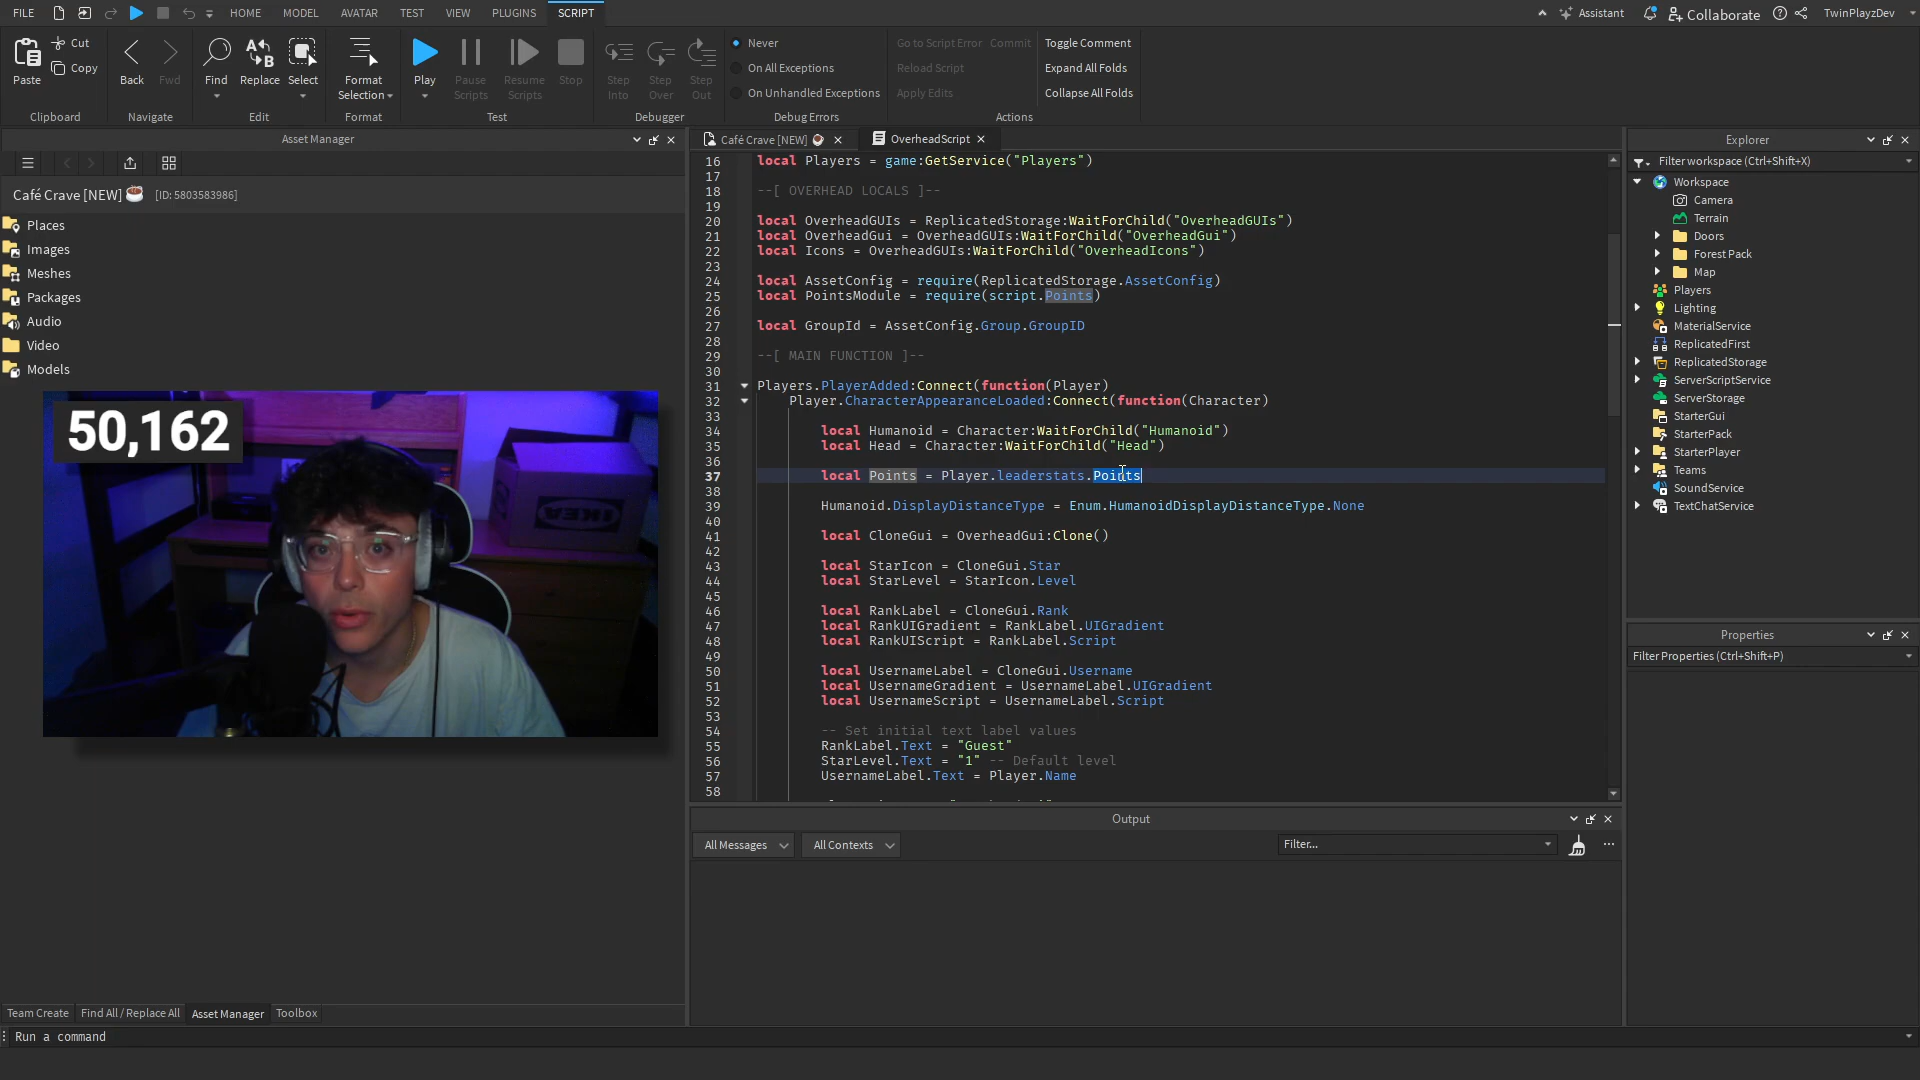 FILE
HOME
MODEL
AVATAR
TEST
VIEW
PLUGINS
SCRIPT
Assistant
Collaborate
TwinPlayzDev
Paste
Cut
Copy
Clipboard
Back
Fwd
Navigate
Find
Replace
Select
Edit
Format Selection
Format
Play
Pause Scripts
Resume Scripts
Stop
Test
Step Into
Step Over
Step Out
Debugger
Never
On All Exceptions
On Unhandled Exceptions
Debug Errors
Go to Script Error
Commit
Reload Script
Apply Edits
Toggle Comment
Expand All Folds
Collapse All Folds
Actions
Asset Manager
Café Crave [NEW] ☕ [ID: 5803583986]
Places
Images
Meshes
Packages
Audio
Video
Models
50,162
IKEA
Team Create
Find All / Replace All
Asset Manager
Toolbox
Run a command
Café Crave [NEW] ☕
OverheadScript
16 local Players = game:GetService("Players")
17
18 --[ OVERHEAD LOCALS ]--
19
20 local OverheadGUIs = ReplicatedStorage:WaitForChild("OverheadGUIs")
21 local OverheadGui = OverheadGUIs:WaitForChild("OverheadGui")
22 local Icons = OverheadGUIs:WaitForChild("OverheadIcons")
23
24 local AssetConfig = require(ReplicatedStorage.AssetConfig)
25 local PointsModule = require(script.Points)
26
27 local GroupId = AssetConfig.Group.GroupID
28
29 --[ MAIN FUNCTION ]--
30
31 Players.PlayerAdded:Connect(function(Player)
32 Player.CharacterAppearanceLoaded:Connect(function(Character)
33
34 local Humanoid = Character:WaitForChild("Humanoid")
35 local Head = Character:WaitForChild("Head")
36
37 local Points = Player.leaderstats.Points
38
39 Humanoid.DisplayDistanceType = Enum.HumanoidDisplayDistanceType.None
40
41 local CloneGui = OverheadGui:Clone()
42
43 local StarIcon = CloneGui.Star
44 local StarLevel = StarIcon.Level
45
46 local RankLabel = CloneGui.Rank
47 local RankUIGradient = RankLabel.UIGradient
48 local RankUIScript = RankLabel.Script
49
50 local UsernameLabel = CloneGui.Username
51 local UsernameGradient = UsernameLabel.UIGradient
52 local UsernameScript = UsernameLabel.Script
53
54 -- Set initial text label values
55 RankLabel.Text = "Guest"
56 StarLevel.Text = "1" -- Default level
57 UsernameLabel.Text = Player.Name
58
Output
All Messages
All Contexts
Filter...
Explorer
Filter workspace (Ctrl+Shift+X)
Workspace
Camera
Terrain
Doors
Forest Pack
Map
Players
Lighting
MaterialService
ReplicatedFirst
ReplicatedStorage
ServerScriptService
ServerStorage
StarterGui
StarterPack
StarterPlayer
Teams
SoundService
TextChatService
Properties
Filter Properties (Ctrl+Shift+P)